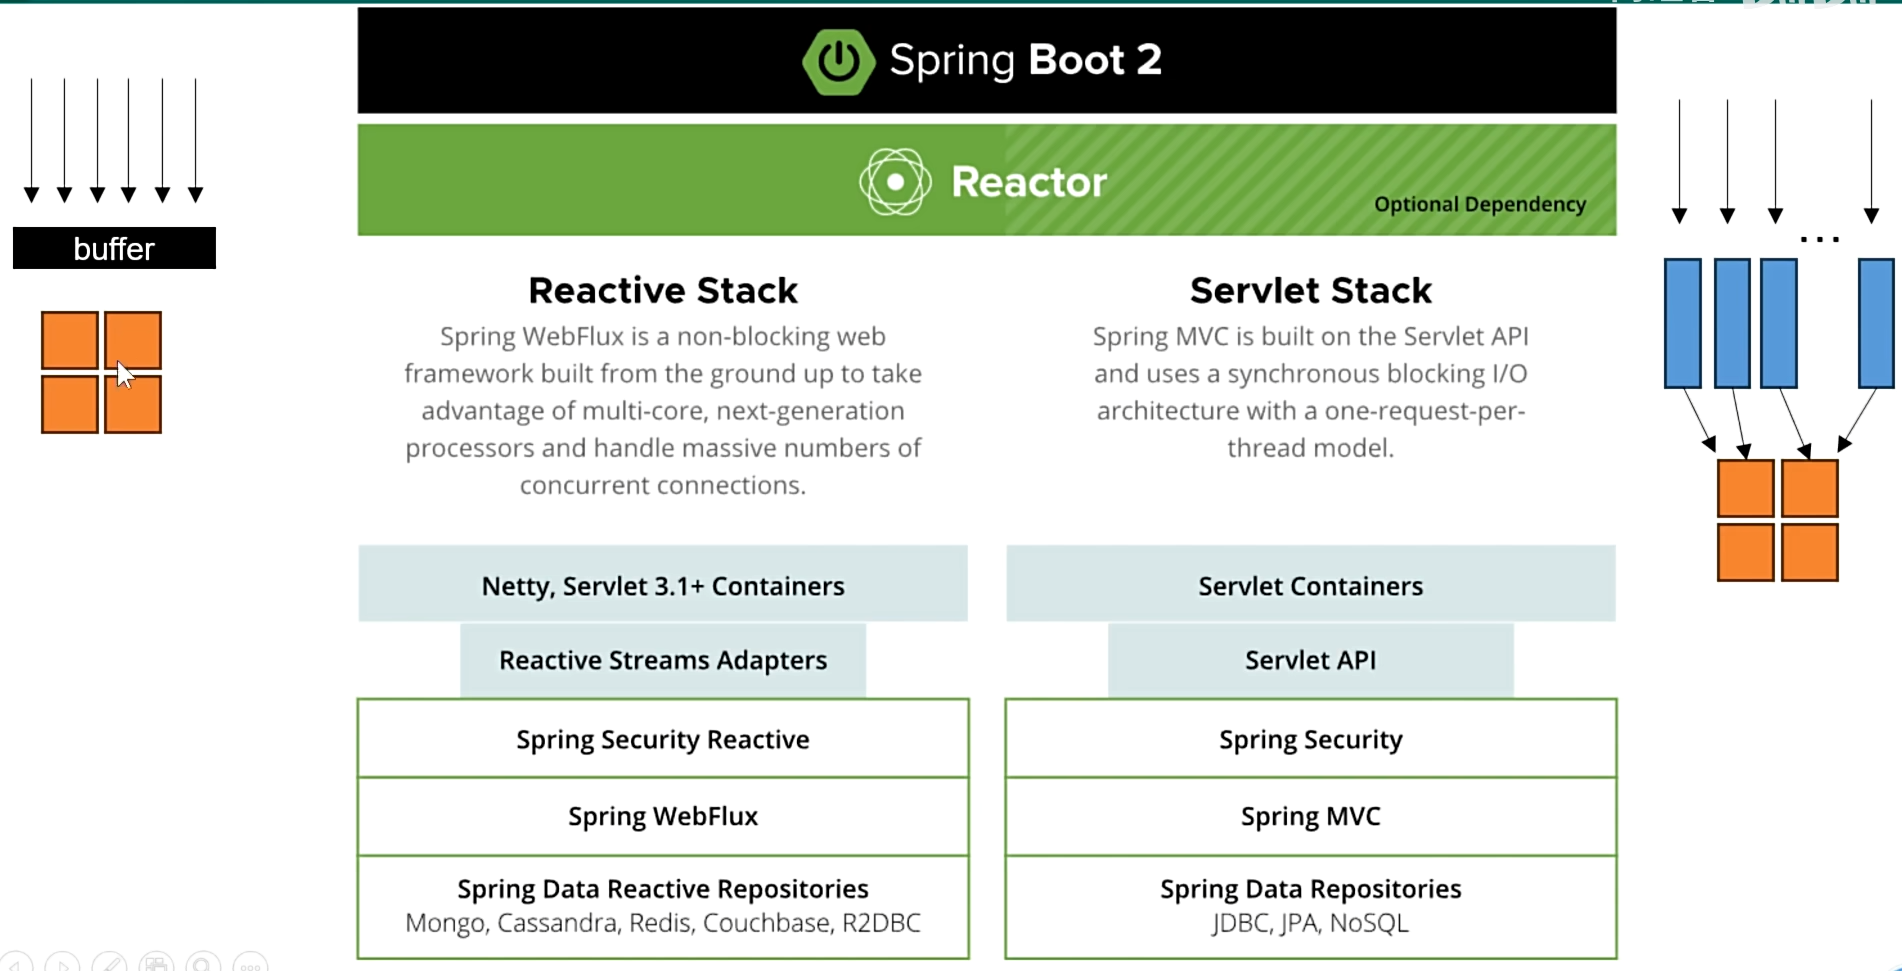 Spring Boot 2
Reactor
Optional Dependency
buffer
...
Reactive Stack
Spring WebFlux is a non-blocking web
framework built from the ground up to take
advantage of multi-core, next-generation
processors and handle massive numbers of
concurrent connections.
Servlet Stack
Spring MVC is built on the Servlet API
and uses a synchronous blocking I/O
architecture with a one-request-per-
thread model.
Netty, Servlet 3.1+ Containers
Reactive Streams Adapters
Spring Security Reactive
Spring WebFlux
Spring Data Reactive Repositories
Mongo, Cassandra, Redis, Couchbase, R2DBC
Servlet Containers
Servlet API
Spring Security
Spring MVC
Spring Data Repositories
JDBC, JPA, NoSQL